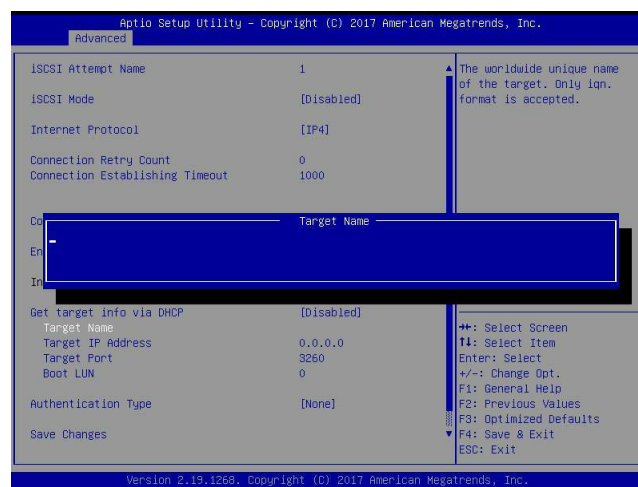 Aptio Setup Utility – Copyright (C) 2017 American Megatrends, Inc.
Advanced
iSCSI Attempt Name 1
iSCSI Mode [Disabled]
Internet Protocol [IP4]
Connection Retry Count 0
Connection Establishing Timeout 1000
Co
En
In
Target Name
Get target info via DHCP [Disabled]
Target Name
Target IP Address 0.0.0.0
Target Port 3260
Boot LUN 0
Authentication Type [None]
Save Changes
The worldwide unique name
of the target. Only iqn.
format is accepted.
→←: Select Screen
↑↓: Select Item
Enter: Select
+/-: Change Opt.
F1: General Help
F2: Previous Values
F3: Optimized Defaults
F4: Save & Exit
ESC: Exit
Version 2.19.1268. Copyright (C) 2017 American Megatrends, Inc.